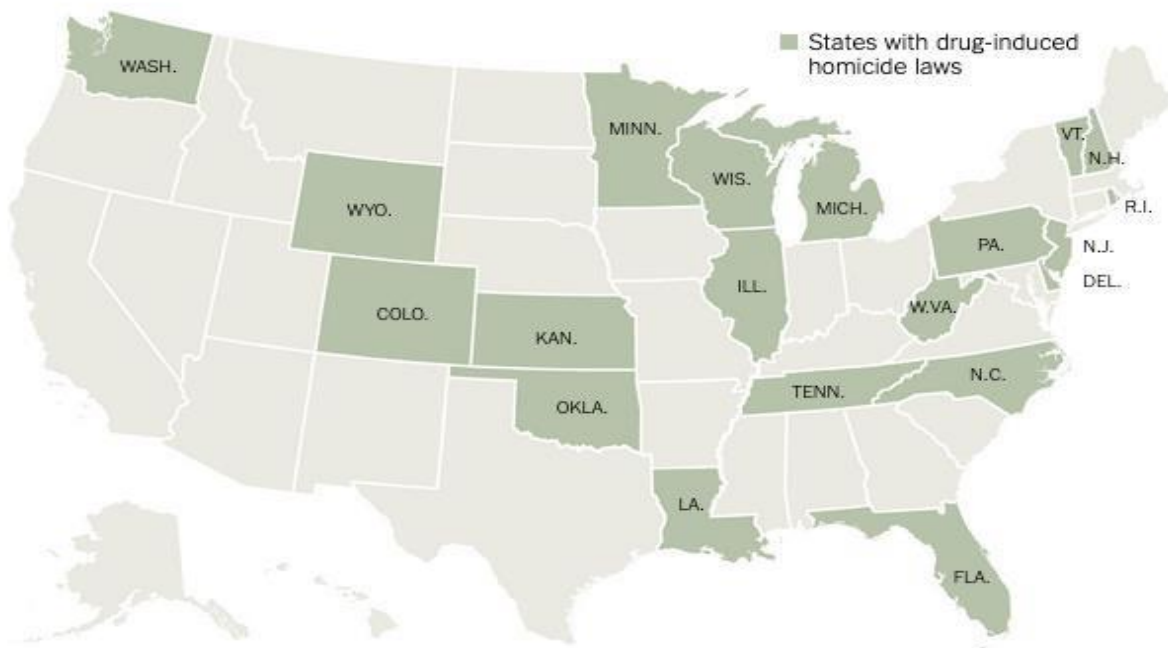 States with drug-induced
homicide laws
WASH.
MINN.
VT.
N.H.
WIS.
MICH.
R.I.
WYO.
PA.
N.J.
DEL.
ILL.
W.VA.
COLO.
KAN.
N.C.
TENN.
OKLA.
LA.
FLA.